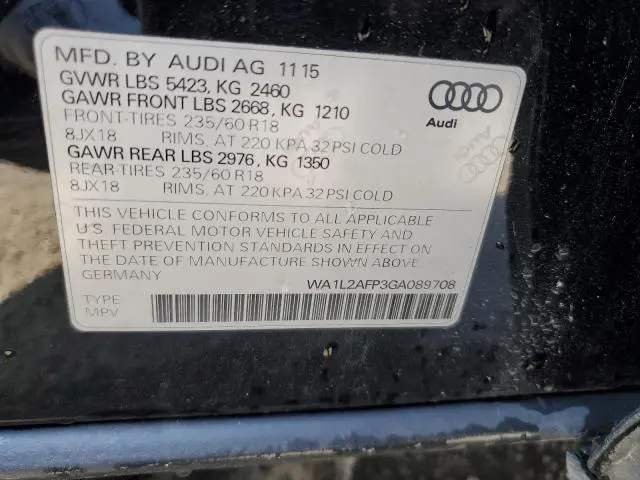 MFD. BY AUDI AG 11 15
GVWR LBS 5423, KG 2460
GAWR FRONT LBS 2668, KG 1210
FRONT-TIRES 235/60 R18
8JX18 RIMS, AT 220 KPA 32 PSI COLD
GAWR REAR LBS 2976, KG 1350
REAR-TIRES 235/60 R18
8JX18 RIMS, AT 220 KPA 32 PSI COLD
Audi
THIS VEHICLE CONFORMS TO ALL APPLICABLE
U.S. FEDERAL MOTOR VEHICLE SAFETY AND
THEFT PREVENTION STANDARDS IN EFFECT ON
THE DATE OF MANUFACTURE SHOWN ABOVE.
GERMANY
WA1L2AFP3GA089708
TYPE
MPV